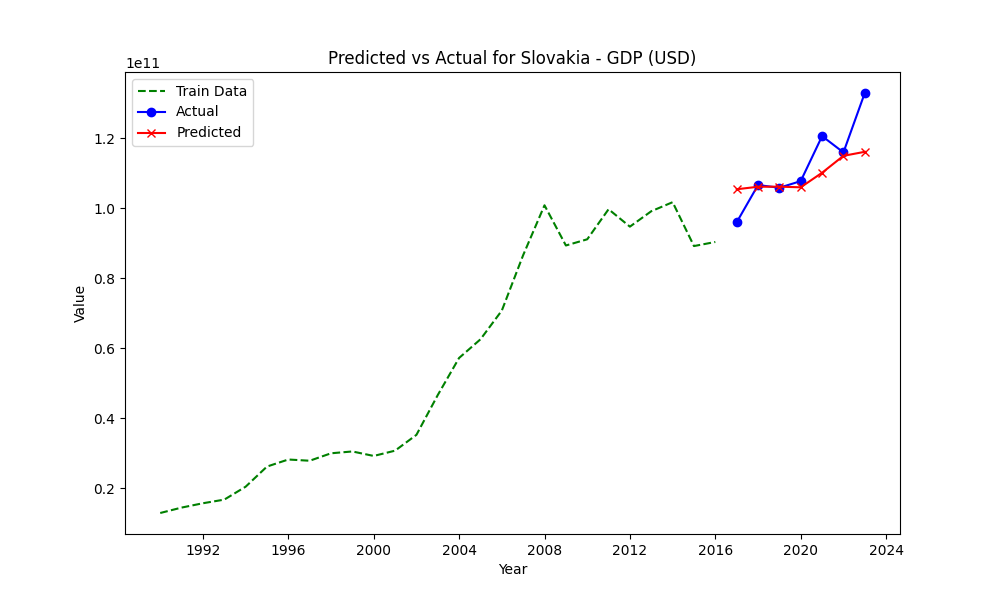 Predicted vs Actual for Slovakia - GDP (USD)
1e11
Train Data
Actual
Predicted
1.2
1.0
0.8
0.6
0.4
0.2
Value
1992 1996 2000 2004 2008 2012 2016 2020 2024
Year